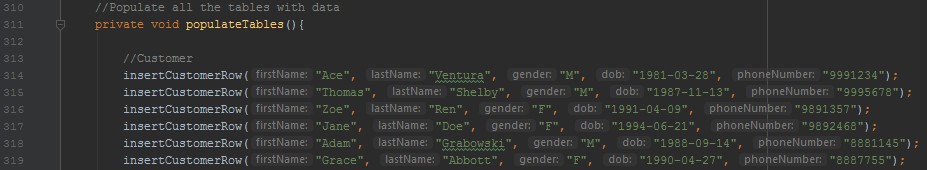 310 //Populate all the tables with data
311 private void populateTables(){
312
313 //Customer
314 insertCustomerRow( firstName: "Ace", lastName: "Ventura", gender: "M", dob: "1981-03-28", phoneNumber: "9991234");
315 insertCustomerRow( firstName: "Thomas", lastName: "Shelby", gender: "M", dob: "1987-11-13", phoneNumber: "9995678");
316 insertCustomerRow( firstName: "Zoe", lastName: "Ren", gender: "F", dob: "1991-04-09", phoneNumber: "9891357");
317 insertCustomerRow( firstName: "Jane", lastName: "Doe", gender: "F", dob: "1994-06-21", phoneNumber: "9892468");
318 insertCustomerRow( firstName: "Adam", lastName: "Grabowski", gender: "M", dob: "1988-09-14", phoneNumber: "8881145");
319 insertCustomerRow( firstName: "Grace", lastName: "Abbott", gender: "F", dob: "1990-04-27", phoneNumber: "8887755");